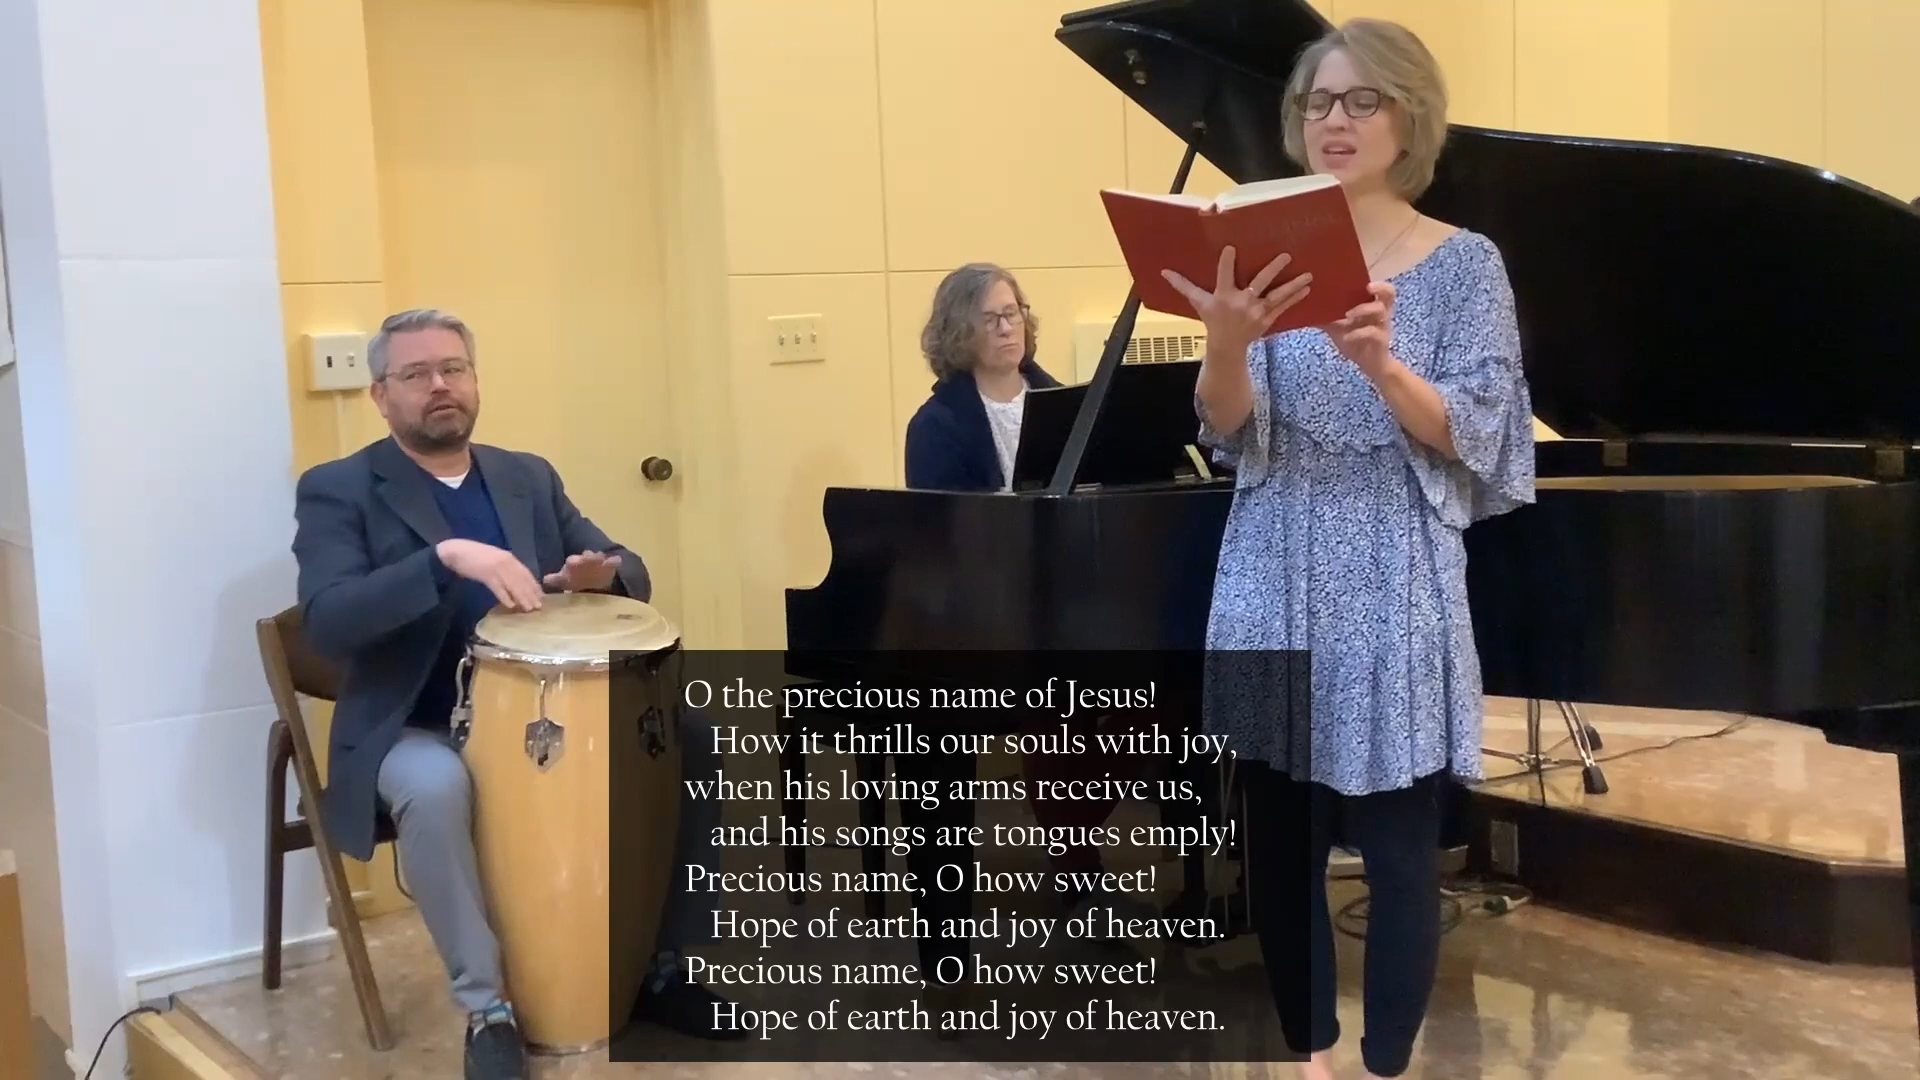 O the precious name of Jesus!
How it thrills our souls with joy,
when his loving arms receive us,
and his songs are tongues emply!
Precious name, O how sweet!
Hope of earth and joy of heaven.
Precious name, O how sweet!
Hope of earth and joy of heaven.